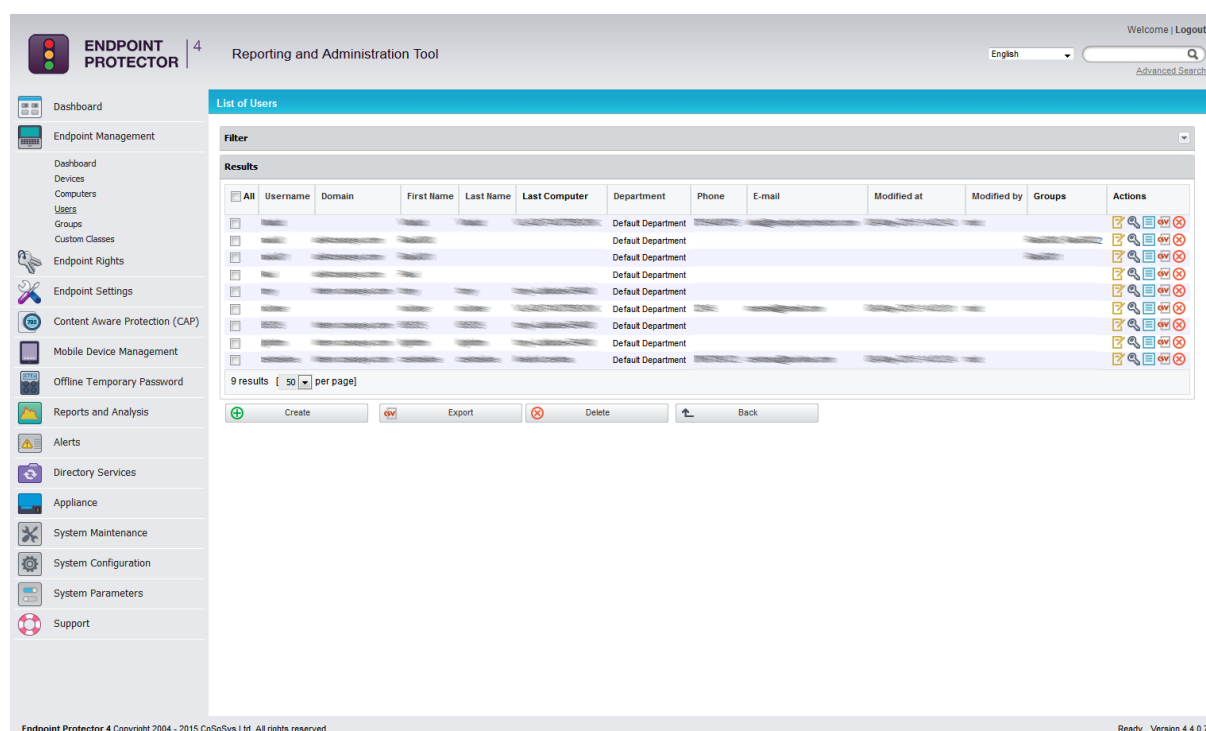 Welcome | Logout
ENDPOINT PROTECTOR 4
Reporting and Administration Tool
English
Advanced Search
Dashboard
Endpoint Management
Dashboard
Devices
Computers
Users
Groups
Custom Classes
Endpoint Rights
Endpoint Settings
Content Aware Protection (CAP)
Mobile Device Management
Offline Temporary Password
Reports and Analysis
Alerts
Directory Services
Appliance
System Maintenance
System Configuration
System Parameters
Support
List of Users
Filter
Results
All Username Domain First Name Last Name Last Computer Department Phone E-mail Modified at Modified by Groups Actions
Default Department
Default Department
Default Department
Default Department
Default Department
Default Department
Default Department
Default Department
Default Department
9 results [ 50 per page]
Create Export Delete Back
Endpoint Protector 4 Copyright 2004 - 2015 CoSoSys Ltd. All rights reserved.
Ready Version 4.4.0.7